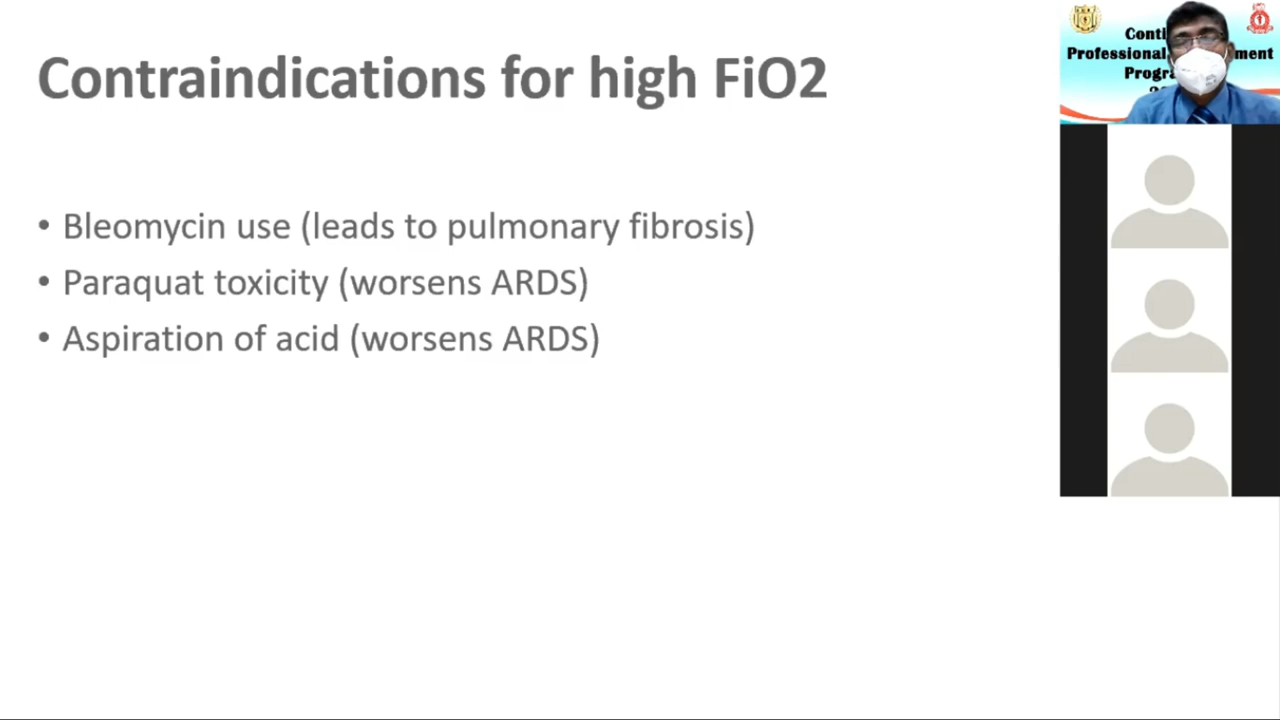 Contraindications for high FiO2
• Bleomycin use (leads to pulmonary fibrosis)
• Paraquat toxicity (worsens ARDS)
• Aspiration of acid (worsens ARDS)
Conti
Professional ment
Progra